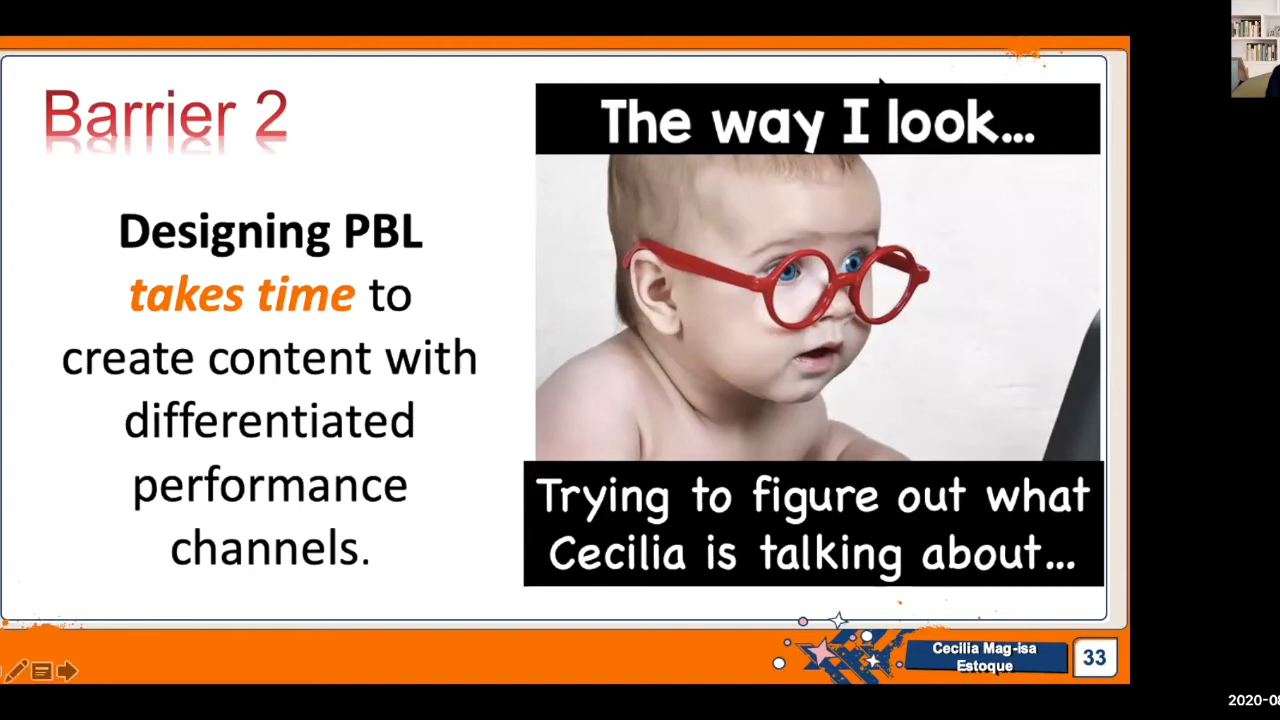 Barrier 2
Designing PBL
takes time to
create content with
differentiated
performance
channels.
The way I look...
Trying to figure out what
Cecilia is talking about...
Cecilia Mag-isa
Estoque
33
2020-08